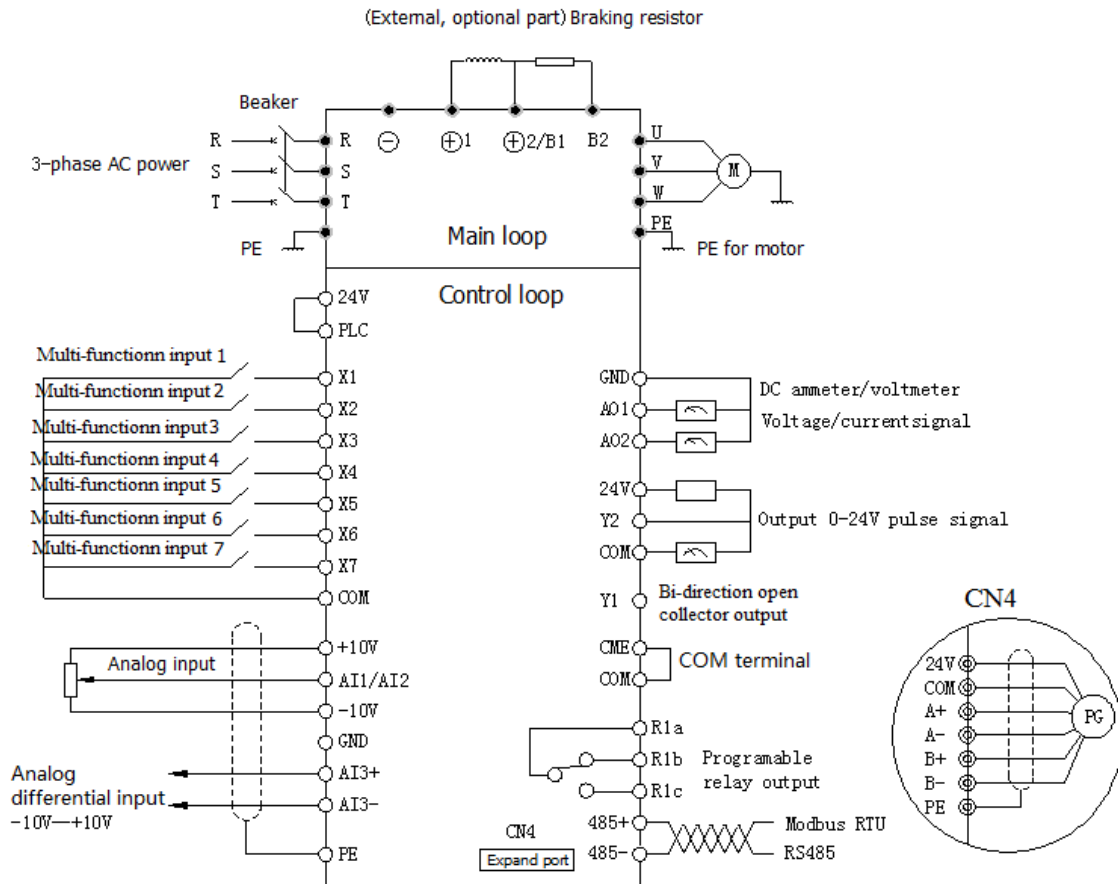 (External, optional part) Braking resistor
Beaker
3-phase AC power
R
S
T
R
S
T
PE
⊖
⊕1
⊕2/B1
B2
U
V
W
PE
M
PE for motor
Main loop
Control loop
24V
PLC
Multi-functionn input 1
X1
Multi-functionn input 2
X2
Multi-functionn input 3
X3
Multi-functionn input 4
X4
Multi-functionn input 5
X5
Multi-functionn input 6
X6
Multi-functionn input 7
X7
COM
+10V
Analog input
AI1/AI2
-10V
GND
AI3+
Analog
differential input
-10V—+10V
AI3-
PE
GND
AO1
AO2
DC ammeter/voltmeter
Voltage/currentsignal
24V
Y2
COM
Output 0-24V pulse signal
Y1
Bi-direction open
collector output
CME
COM
COM terminal
R1a
R1b
R1c
Programable
relay output
CN4
Expand port
485+
485-
Modbus RTU
RS485
CN4
24V
COM
A+
A-
B+
B-
PE
PG